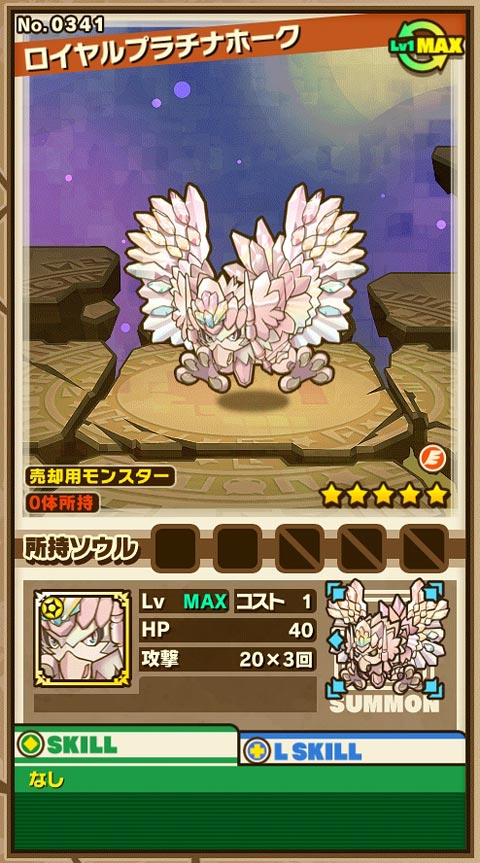 No.0341
ロイヤルプラチナホーク
Lv1 MAX
売却用モンスター
0体所持
E
所持ソウル
Lv MAX コスト 1
HP 40
攻撃 20×3回
SUMMON
SKILL
L SKILL
なし